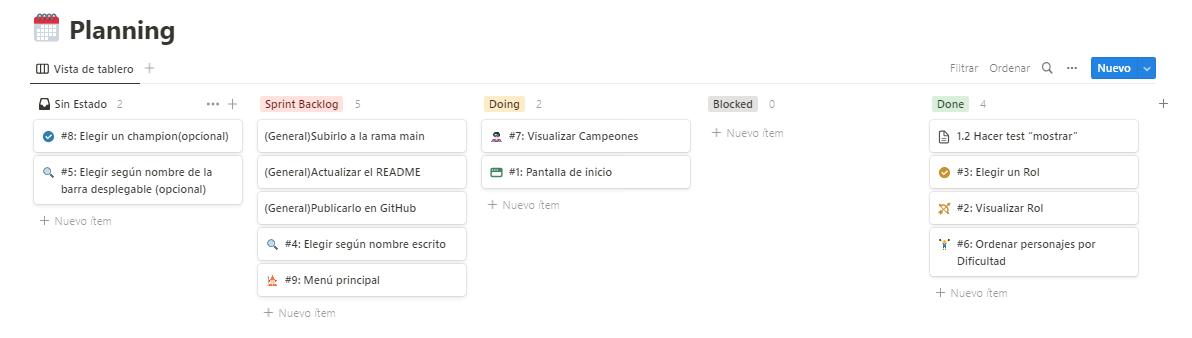 Planning
Vista de tablero
Filtrar Ordenar Nuevo
Sin Estado 2
#8: Elegir un champion(opcional)
#5: Elegir según nombre de la
barra desplegable (opcional)
Nuevo ítem
Sprint Backlog 5
(General)Subirlo a la rama main
(General)Actualizar el README
(General)Publicarlo en GitHub
#4: Elegir según nombre escrito
#9: Menú principal
Nuevo ítem
Doing 2
#7: Visualizar Campeones
#1: Pantalla de inicio
Nuevo ítem
Blocked 0
Nuevo ítem
Done 4
1.2 Hacer test “mostrar”
#3: Elegir un Rol
#2: Visualizar Rol
#6: Ordenar personajes por
Dificultad
Nuevo ítem